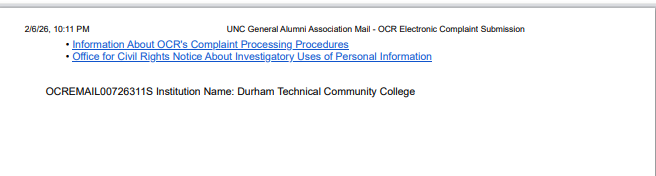 2/6/26, 10:11 PM UNC General Alumni Association Mail - OCR Electronic Complaint Submission
• Information About OCR's Complaint Processing Procedures
• Office for Civil Rights Notice About Investigatory Uses of Personal Information
OCREMAIL00726311S Institution Name: Durham Technical Community College